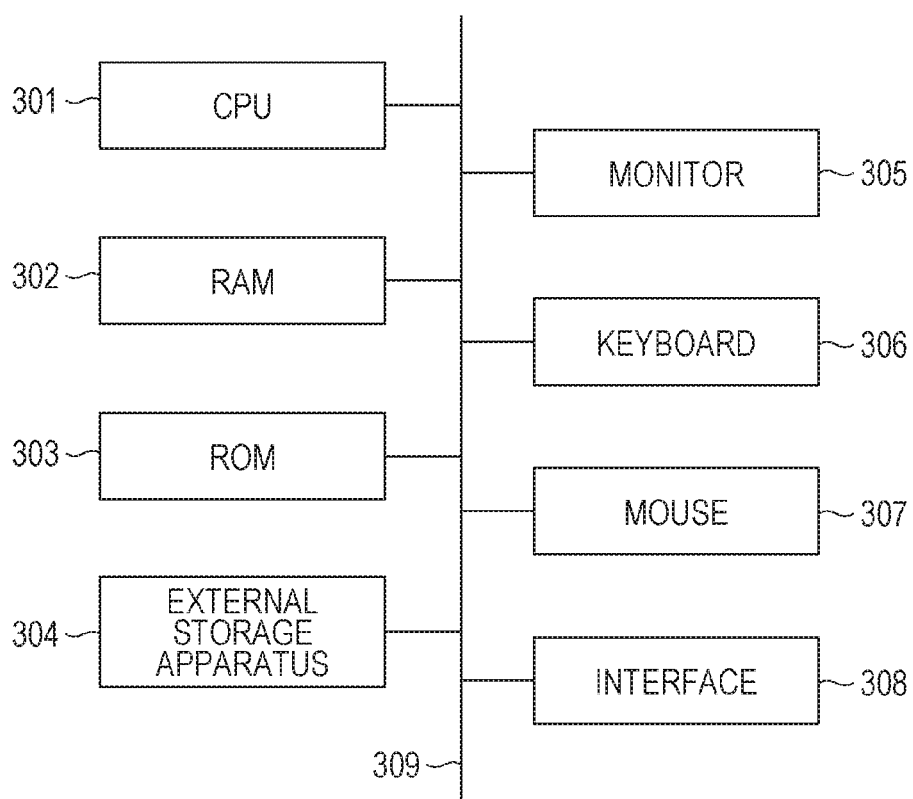 301
CPU
302
RAM
303
ROM
304
EXTERNAL
STORAGE
APPARATUS
MONITOR
305
KEYBOARD
306
MOUSE
307
INTERFACE
308
309